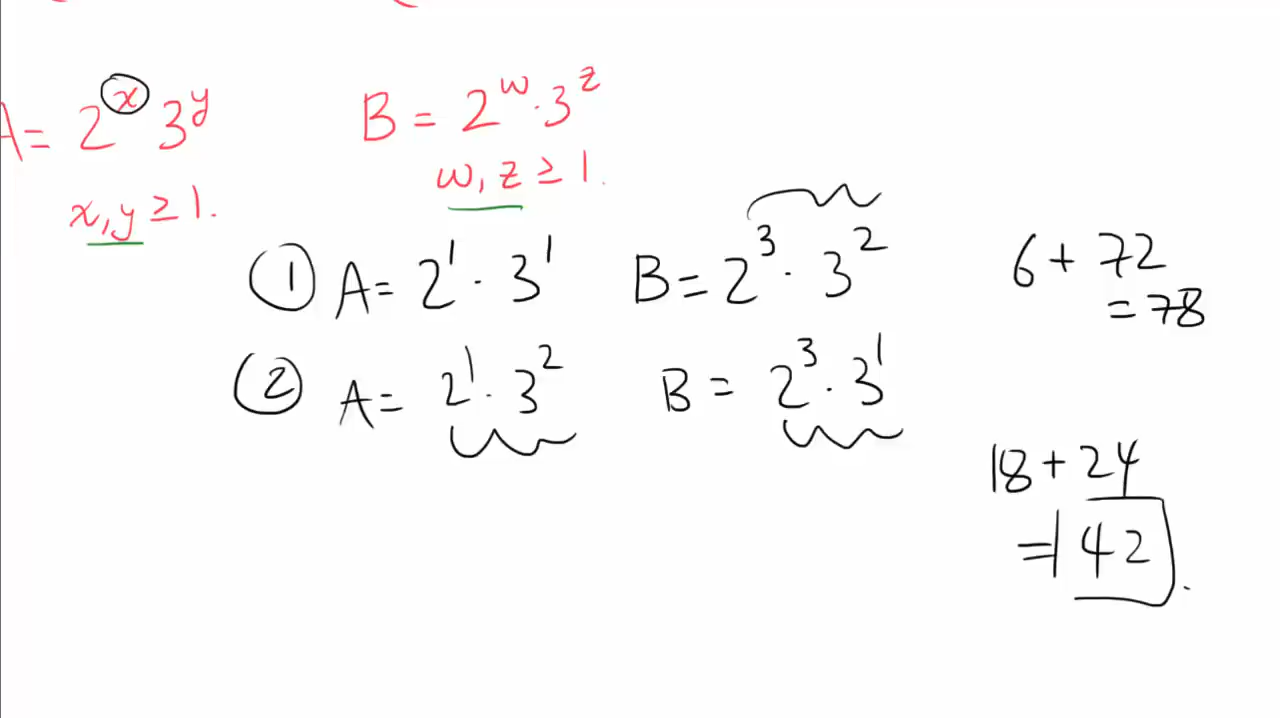 A = 2^x 3^y B = 2^w · 3^z
x, y ≥ 1. w, z ≥ 1.
① A = 2^1 · 3^1 B = 2^3 · 3^2 6 + 72
= 78
② A = 2^1 · 3^2 B = 2^3 · 3^1
18 + 24
= 42.